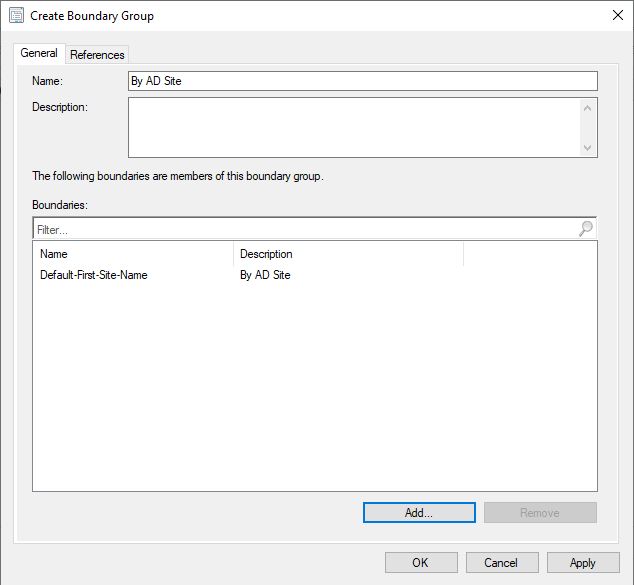 Create Boundary Group
General References
Name: By AD Site
Description:
The following boundaries are members of this boundary group.
Boundaries:
Filter...
Name Description
Default-First-Site-Name By AD Site
Add... Remove
OK Cancel Apply